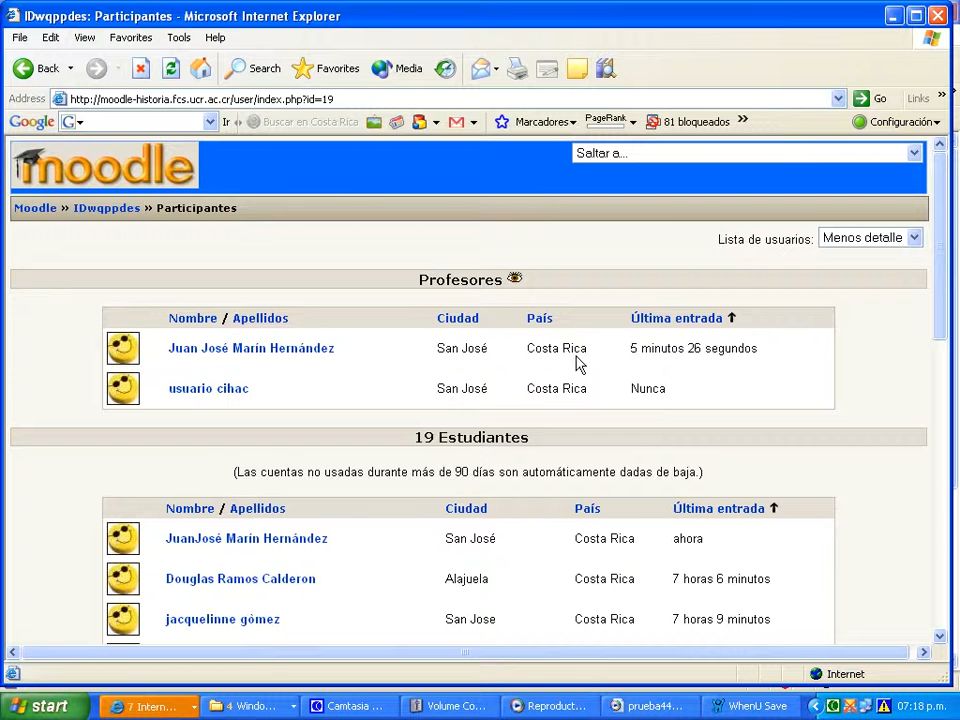 IDwqppdes: Participantes - Microsoft Internet Explorer
File Edit View Favorites Tools Help
Back Search Favorites Media
Address http://moodle-historia.fcs.ucr.ac.cr/user/index.php?id=19 Go Links »
Google G Ir Buscar en Costa Rica Marcadores PageRank 81 bloqueados » Configuración
moodle Saltar a...
Moodle » IDwqppdes » Participantes
Lista de usuarios: Menos detalle
Profesores
Nombre / Apellidos Ciudad País Última entrada ↑
Juan José Marín Hernández San José Costa Rica 5 minutos 26 segundos
usuario cihac San José Costa Rica Nunca
19 Estudiantes
(Las cuentas no usadas durante más de 90 días son automáticamente dadas de baja.)
Nombre / Apellidos Ciudad País Última entrada ↑
JuanJosé Marín Hernández San José Costa Rica ahora
Douglas Ramos Calderon Alajuela Costa Rica 7 horas 6 minutos
jacquelinne gòmez San Jose Costa Rica 7 horas 9 minutos
Internet
start 7 Intern... 4 Windo... Camtasia ... Volume Co... Reproduct... prueba44... WhenU Save 07:18 p.m.